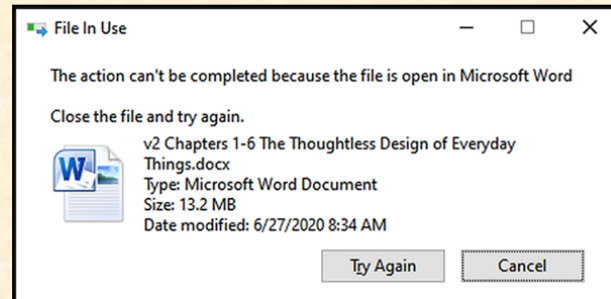 File In Use
The action can't be completed because the file is open in Microsoft Word
Close the file and try again.
v2 Chapters 1-6 The Thoughtless Design of Everyday
Things.docx
Type: Microsoft Word Document
Size: 13.2 MB
Date modified: 6/27/2020 8:34 AM
W
Try Again
Cancel